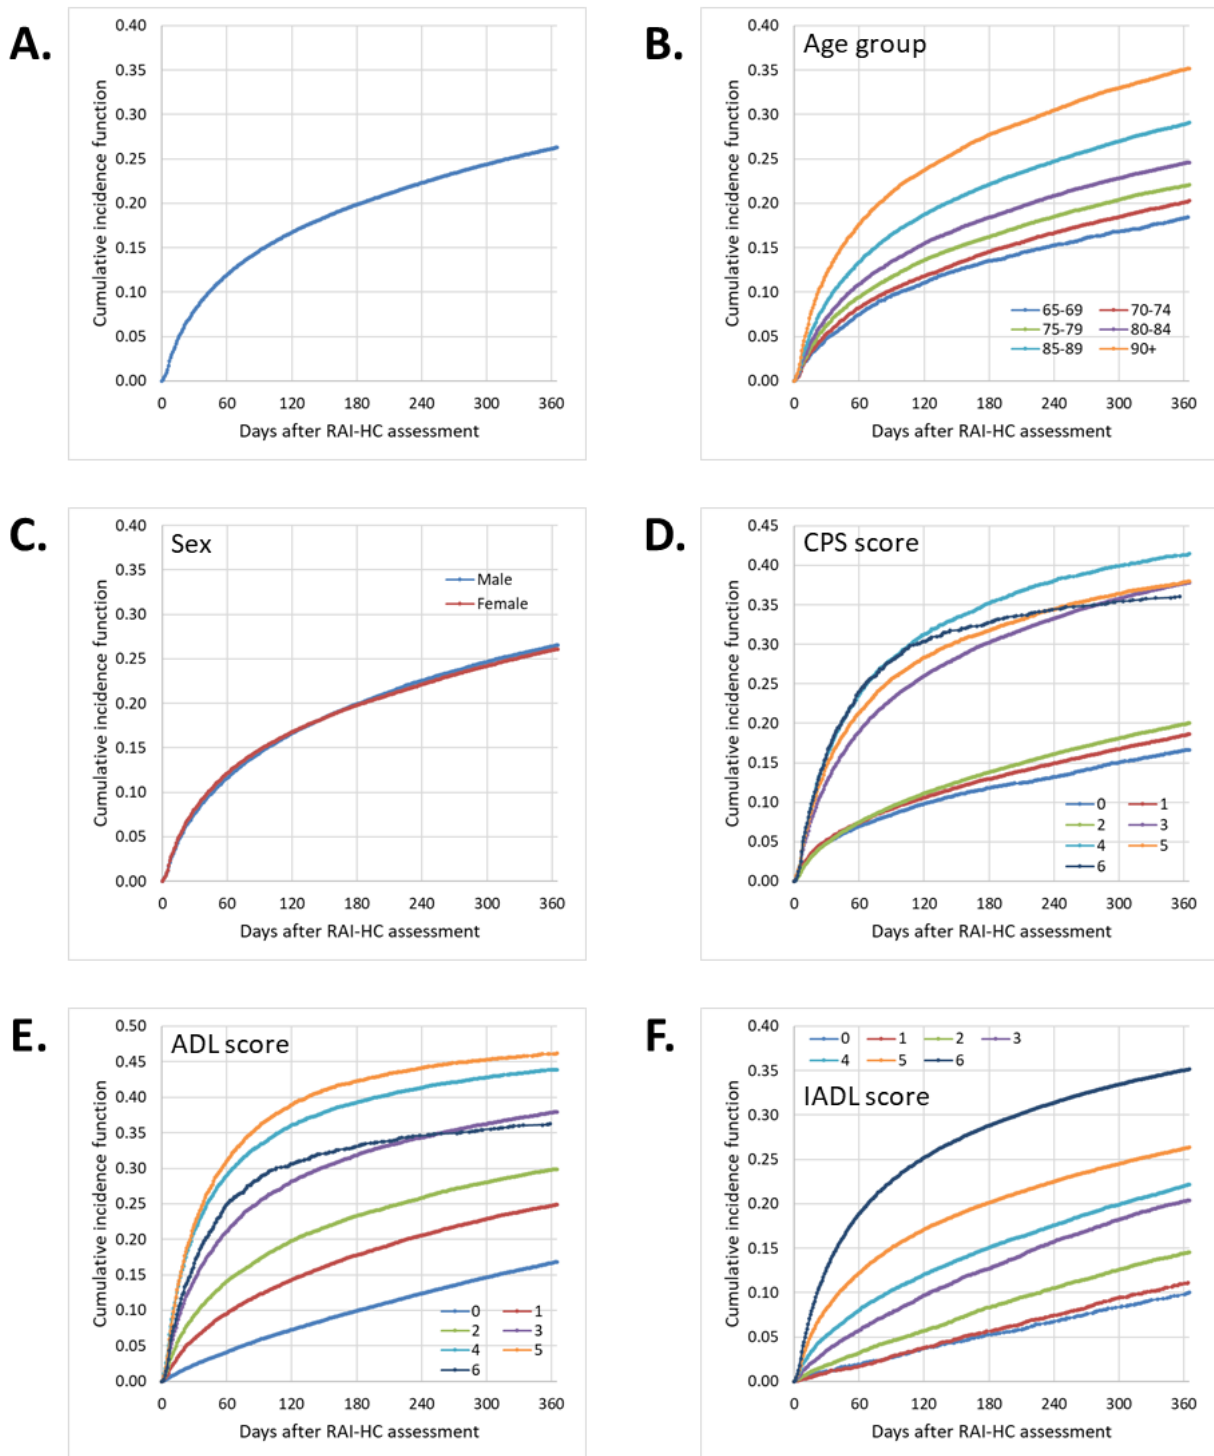 A.
0.40
0.35
0.30
0.25
0.20
0.15
0.10
0.05
0.00
Cumulative incidence function
0 60 120 180 240 300 360
Days after RAI-HC assessment
B.
Age group
0.40
0.35
0.30
0.25
0.20
0.15
0.10
0.05
0.00
Cumulative incidence function
65-69 70-74
75-79 80-84
85-89 90+
0 60 120 180 240 300 360
Days after RAI-HC assessment
C.
Sex
0.40
0.35
0.30
0.25
0.20
0.15
0.10
0.05
0.00
Cumulative incidence function
Male
Female
0 60 120 180 240 300 360
Days after RAI-HC assessment
D.
CPS score
0.45
0.40
0.35
0.30
0.25
0.20
0.15
0.10
0.05
0.00
Cumulative incidence function
0 1
2 3
4 5
6
0 60 120 180 240 300 360
Days after RAI-HC assessment
E.
ADL score
0.50
0.45
0.40
0.35
0.30
0.25
0.20
0.15
0.10
0.05
0.00
Cumulative incidence function
0 1
2 3
4 5
6
0 60 120 180 240 300 360
Days after RAI-HC assessment
F.
0 1 2 3
4 5 6
IADL score
0.40
0.35
0.30
0.25
0.20
0.15
0.10
0.05
0.00
Cumulative incidence function
0 60 120 180 240 300 360
Days after RAI-HC assessment